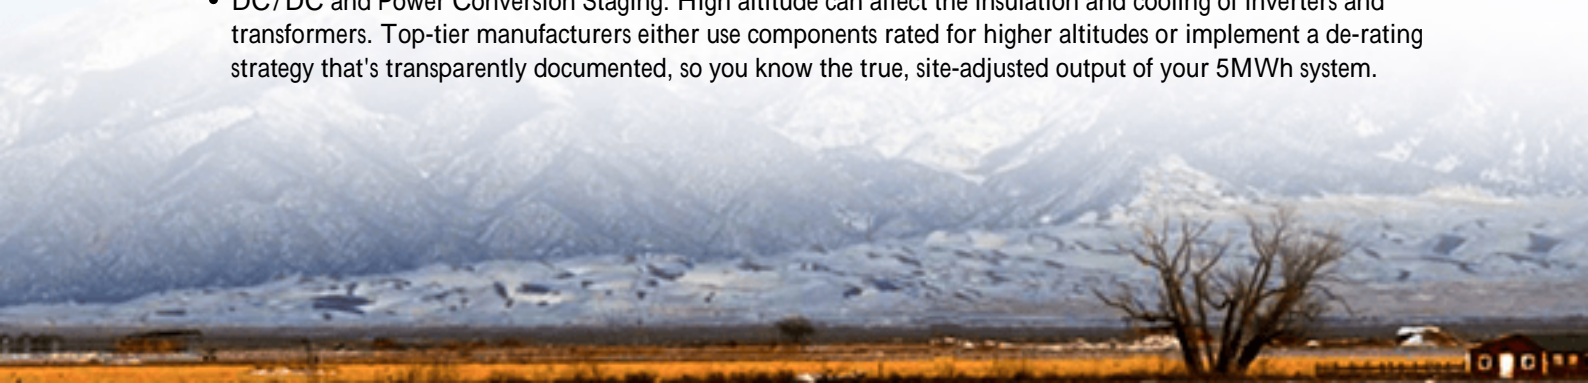 • DC/DC and Power Conversion Staging: High altitude can affect the insulation and cooling of inverters and
transformers. Top-tier manufacturers either use components rated for higher altitudes or implement a de-rating
strategy that's transparently documented, so you know the true, site-adjusted output of your 5MWh system.